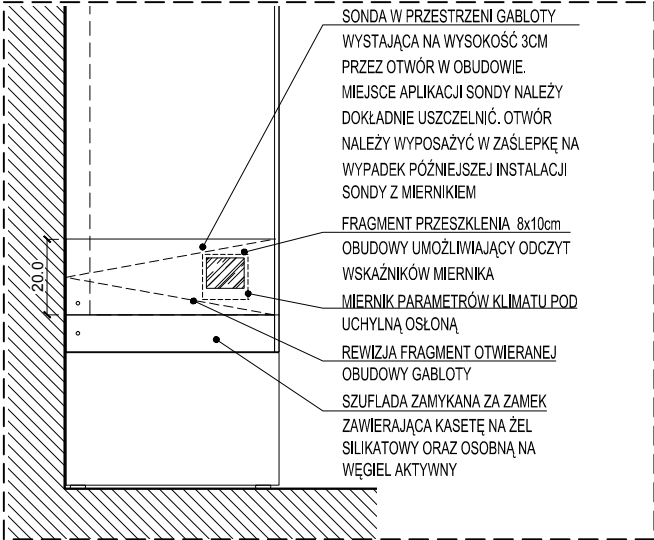 SONDA W PRZESTRZENI GABLOTY
WYSTAJĄCA NA WYSOKOŚĆ 3CM
PRZEZ OTWÓR W OBUDOWIE.
MIEJSCE APLIKACJI SONDY NALEŻY
DOKŁADNIE USZCZELNIĆ. OTWÓR
NALEŻY WYPOSAŻYĆ W ZAŚLEPKĘ NA
WYPADEK PÓŹNIEJSZEJ INSTALACJI
SONDY Z MIERNIKIEM
FRAGMENT PRZESZKLENIA 8x10cm
OBUDOWY UMOŻLIWIAJĄCY ODCZYT
WSKAŹNIKÓW MIERNIKA
MIERNIK PARAMETRÓW KLIMATU POD
UCHYLNĄ OSŁONĄ
REWIZJA FRAGMENT OTWIERANEJ
OBUDOWY GABLOTY
SZUFLADA ZAMYKANA ZA ZAMEK
ZAWIERAJĄCA KASETĘ NA ŻEL
SILIKATOWY ORAZ OSOBNĄ NA
WĘGIEL AKTYWNY
20.0